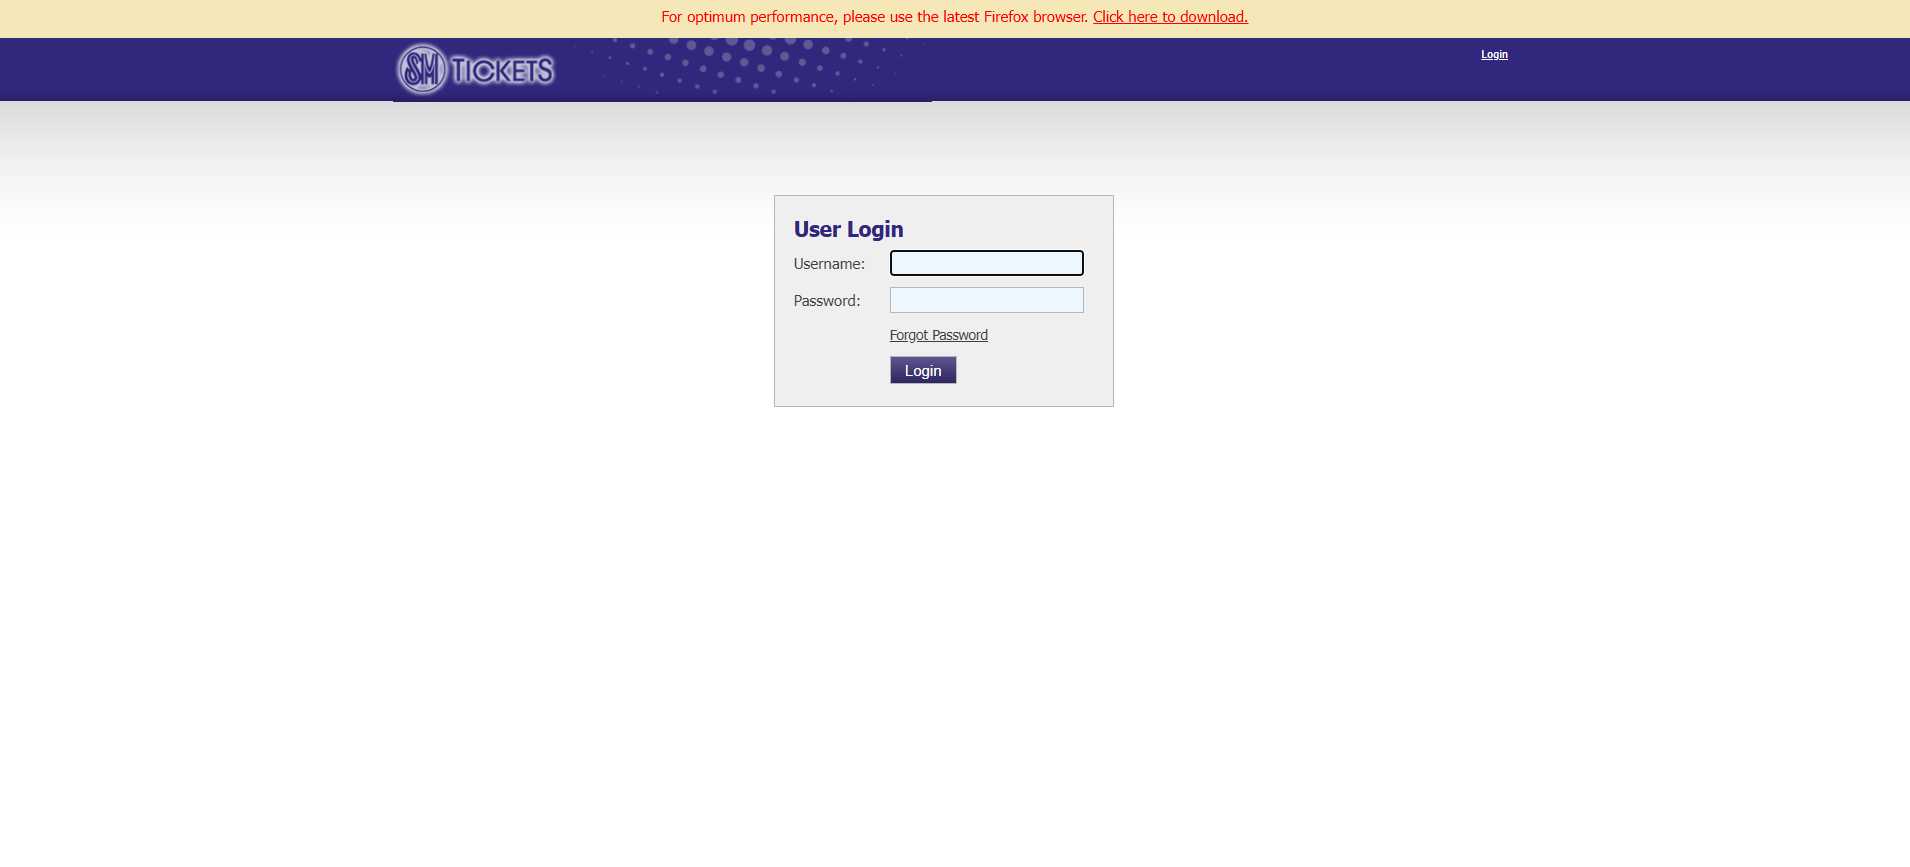 For optimum performance, please use the latest Firefox browser. Click here to download.
SM TICKETS
Login
User Login
Username:
Password:
Forgot Password
Login